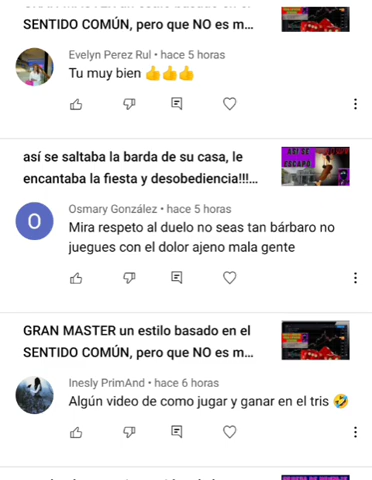 SENTIDO COMÚN, pero que NO es m...
Evelyn Perez Rul • hace 5 horas
Tu muy bien 👍👍👍
así se saltaba la barda de su casa, le
encantaba la fiesta y desobediencia!!!...
ASÍ SE
ESCAPÓ
O
Osmary González • hace 5 horas
Mira respeto al duelo no seas tan bárbaro no
juegues con el dolor ajeno mala gente
GRAN MASTER un estilo basado en el
SENTIDO COMÚN, pero que NO es m...
Inesly PrimAnd • hace 6 horas
Algún video de como jugar y ganar en el tris 🤣